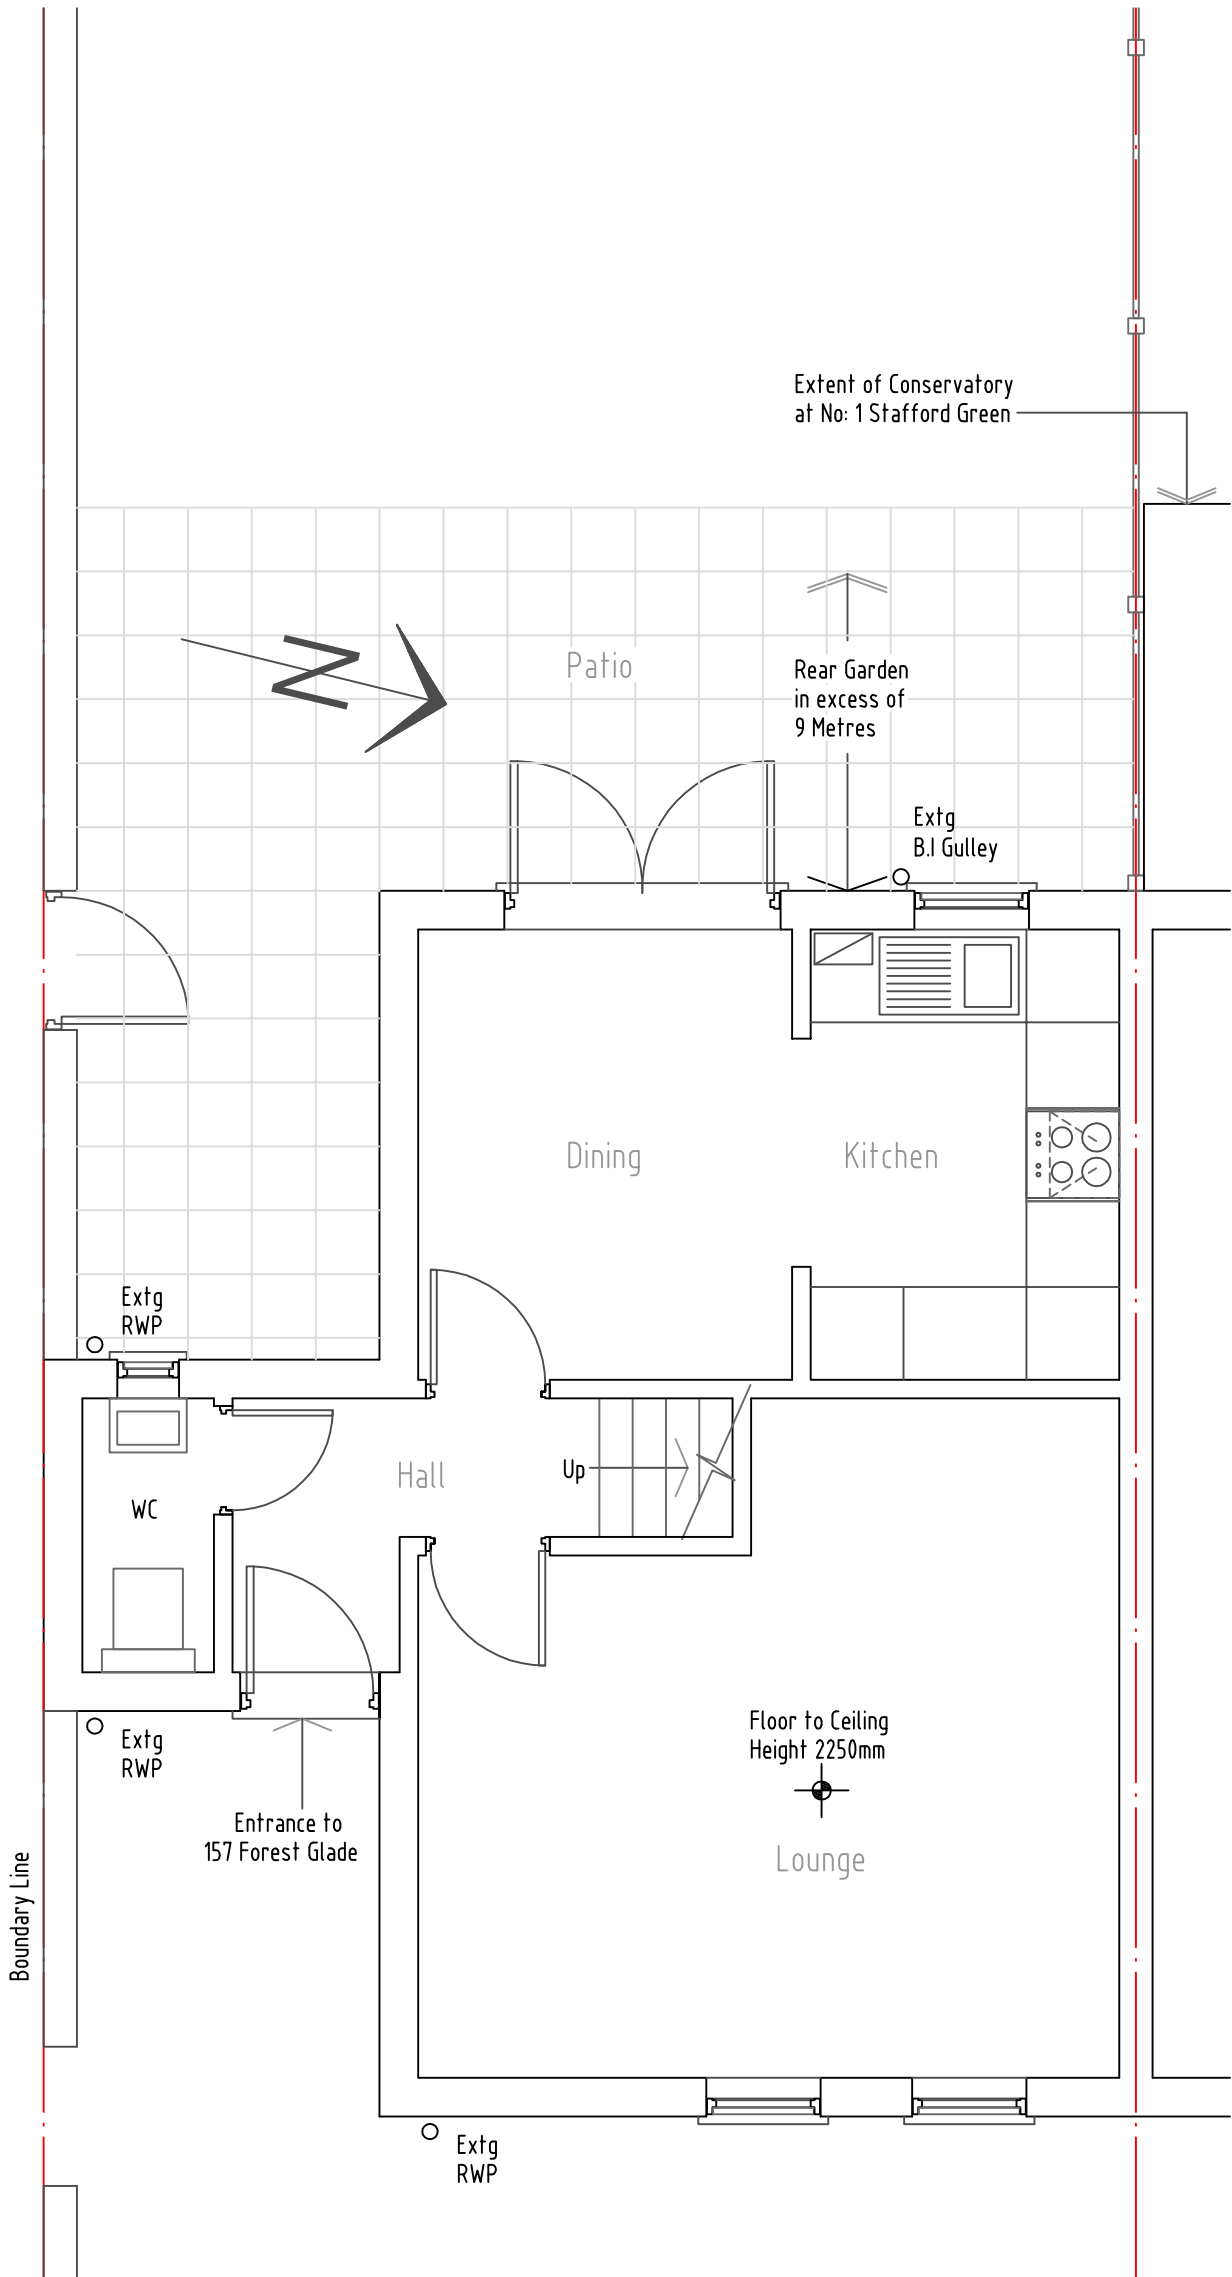 Extent of Conservatory
at No: 1 Stafford Green
N
Patio
Rear Garden
in excess of
9 Metres
Extg
B.I Gulley
Dining
Kitchen
Extg
RWP
Hall
Up
WC
Floor to Ceiling
Height 2250mm
Extg
RWP
Entrance to
157 Forest Glade
Lounge
Boundary Line
Extg
RWP